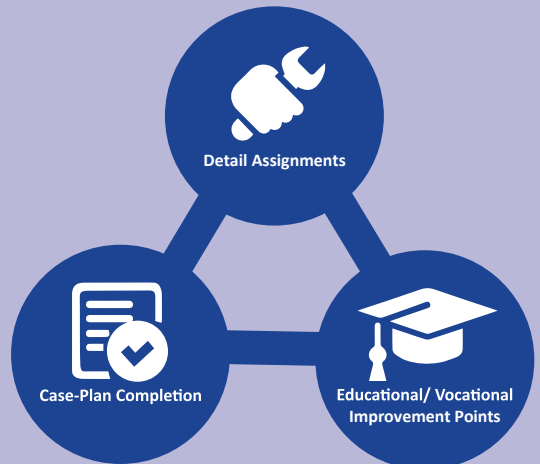 Detail Assignments
Case-Plan Completion
Educational/ Vocational
Improvement Points